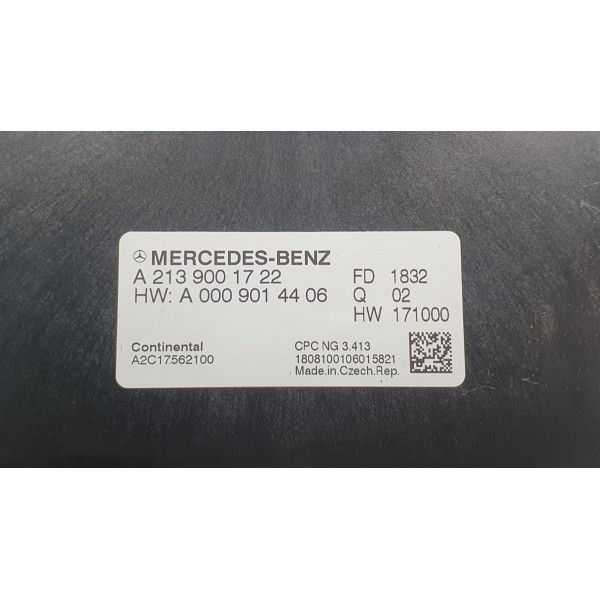 MERCEDES-BENZ
A 213 900 17 22 FD 1832
HW: A 000 901 44 06 Q 02
HW 171000
Continental CPC NG 3.413
A2C17562100 1808100106015821
Made.in.Czech.Rep.